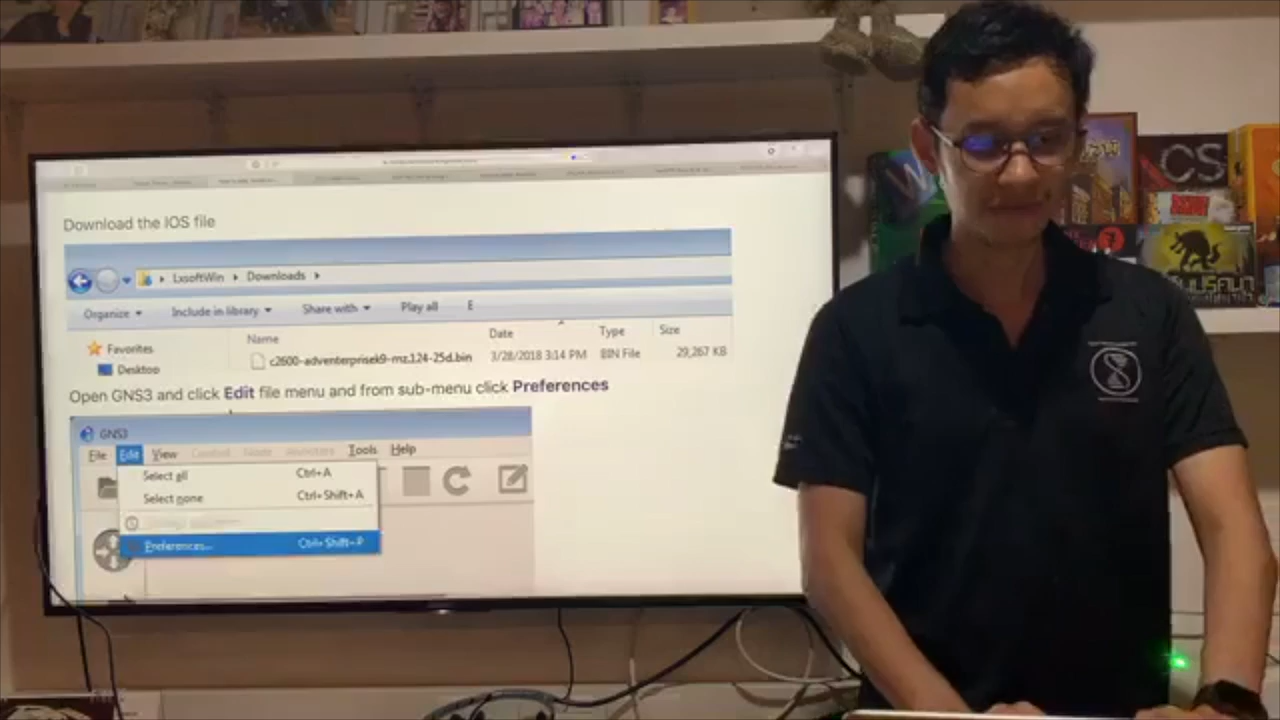 Download the IOS file
LxsoftWin
Downloads
Organize
Include in library
Share with
Play all
E
Name
Date
Type
Size
Favorites
c2600-adventerprisek9-mz.124-25d.bin
3/28/2018 3:14 PM
BIN File
29,267 KB
Desktop
Open GNS3 and click Edit file menu and from sub-menu click Preferences
GNS3
File Edit View Control Node Annotate Tools Help
Select all Ctrl+A
Select none Ctrl+Shift+A
Preferences... Ctrl+Shift+P
CS